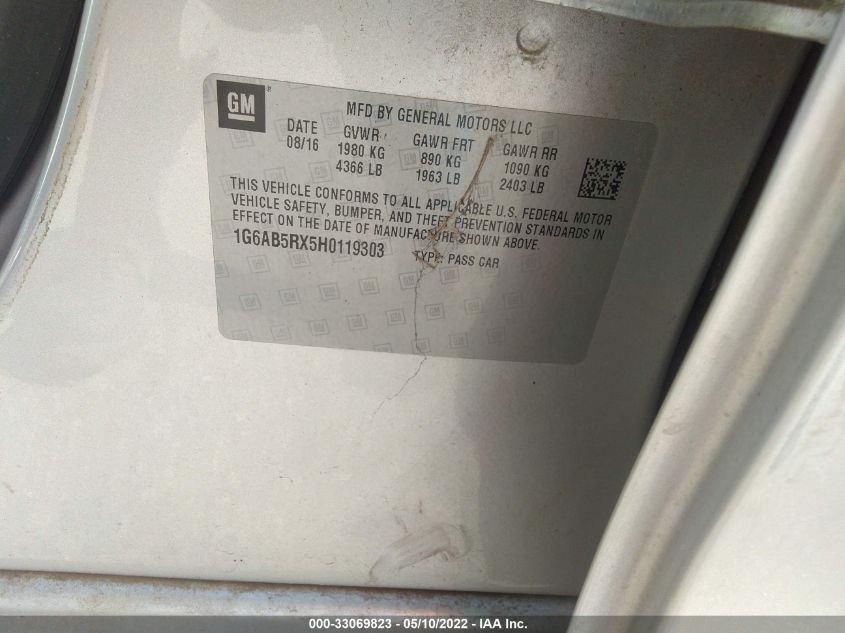 GM
MFD BY GENERAL MOTORS LLC
DATE GVWR GAWR FRT GAWR RR
08/16 1980 KG 890 KG 1090 KG
4366 LB 1963 LB 2403 LB
THIS VEHICLE CONFORMS TO ALL APPLICABLE U.S. FEDERAL MOTOR
VEHICLE SAFETY, BUMPER, AND THEFT PREVENTION STANDARDS IN
EFFECT ON THE DATE OF MANUFACTURE SHOWN ABOVE.
1G6AB5RX5H0119303 TYPE: PASS CAR
000-33069823 - 05/10/2022 - IAA Inc.